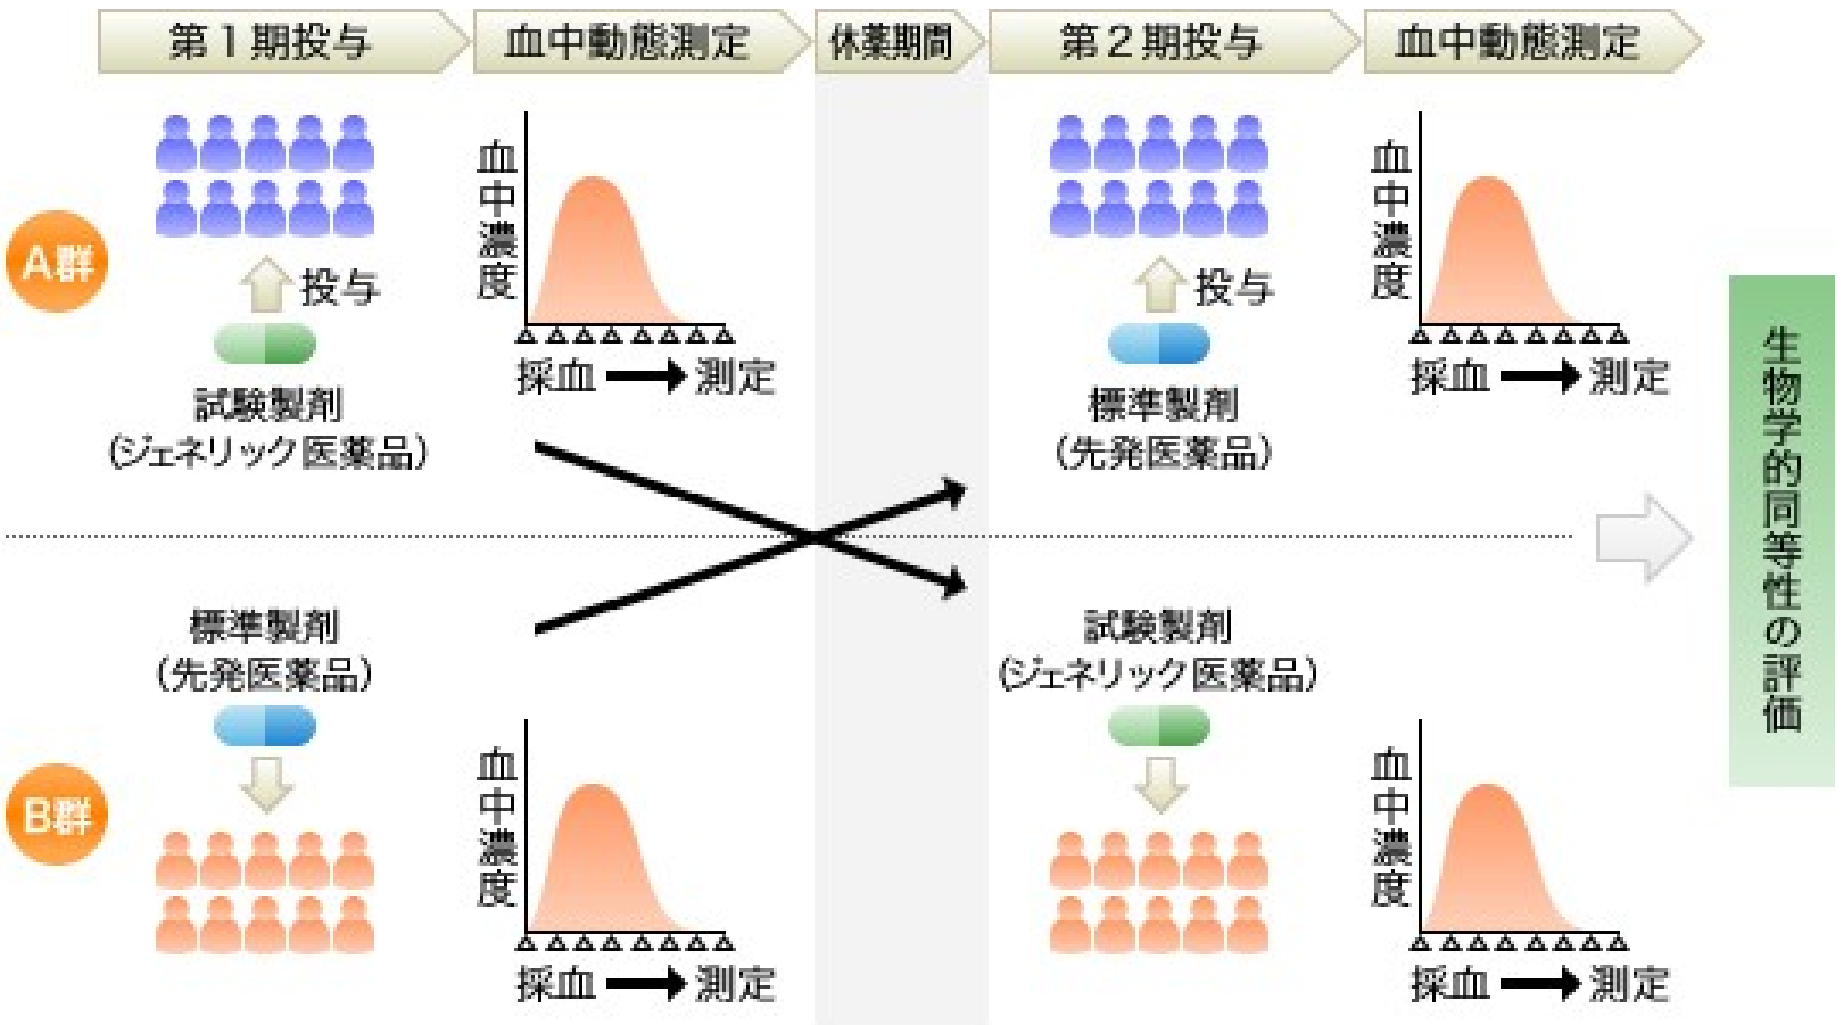 第1期投与
血中動態測定
休薬期間
第2期投与
血中動態測定
A群
投与
試験製剤
(ジェネリック医薬品)
血中濃度
採血 → 測定
投与
標準製剤
(先発医薬品)
血中濃度
採血 → 測定
B群
標準製剤
(先発医薬品)
血中濃度
採血 → 測定
試験製剤
(ジェネリック医薬品)
血中濃度
採血 → 測定
生物学的同等性の評価